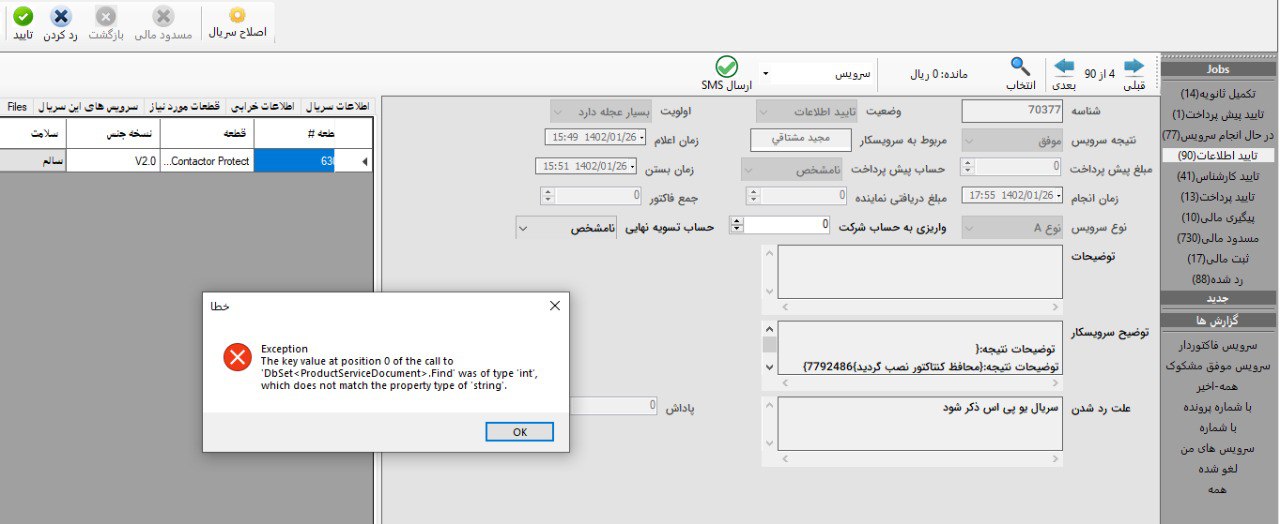 اصلاح سریال
مسدود مالی
بازگشت
رد کردن
تایید
قبلی
4 از 90
بعدی
انتخاب
مانده: 0 ریال
سرویس
ارسال SMS
Jobs
تکمیل ثانویه(14)
تایید پیش پرداخت(1)
در حال انجام سرویس(77)
تایید اطلاعات(90)
تایید کارشناس(41)
تایید پرداخت(13)
پیگیری مالی(10)
مسدود مالی(730)
ثبت مالی(17)
رد شده(88)
جدید
گزارش ها
سرویس فاکتوردار
سرویس موفق مشکوک
همه-اخیر
با شماره پرونده
با شماره
سرویس های من
لغو شده
همه
شناسه 70377 وضعیت تایید اطلاعات اولویت بسیار عجله دارد
نتیجه سرویس موفق مربوط به سرویسکار مجید مشتاقي زمان اعلام 1402/01/26 15:49
مبلغ پیش پرداخت 0 حساب پیش پرداخت نامشخص زمان بستن 1402/01/26 15:51
زمان انجام 1402/01/26 17:55 مبلغ دریافتی نماینده 0 جمع فاکتور 0
نوع سرویس نوع A واریزی به حساب شرکت 0 حساب تسویه نهایی نامشخص
توضیحات
توضیح سرویسکار
توضیحات نتیجه:{
توضیحات نتیجه:{محافظ کنتاکتور نصب گردید}7792486{
علت رد شدن
سریال یو پی اس ذکر شود
پاداش 0
اطلاعات سریال
اطلاعات خرابی
قطعات مورد نیاز
سرویس های این سریال
Files
طعه #
قطعه
نسخه جنس
سلامت
630
Contactor Protect...
V2.0
سالم
خطا
Exception
The key value at position 0 of the call to
'DbSet<ProductServiceDocument>.Find' was of type 'int',
which does not match the property type of 'string'.
OK